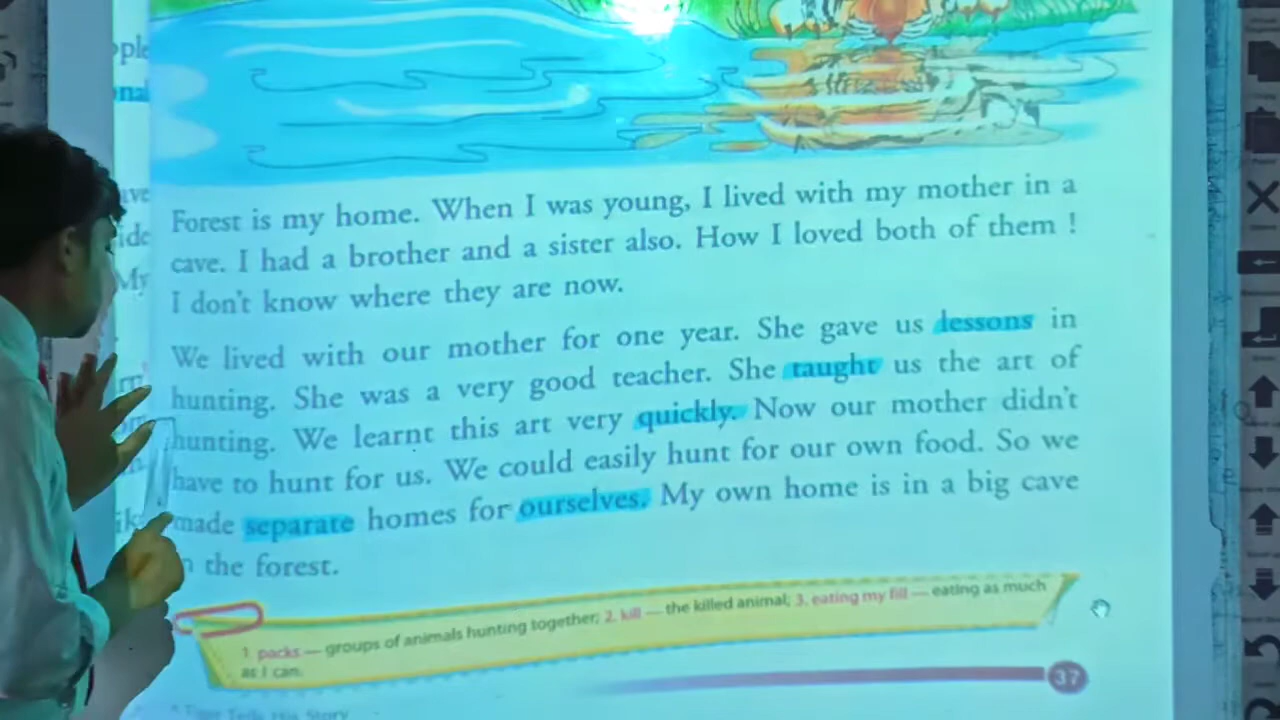 Forest is my home. When I was young, I lived with my mother in a
cave. I had a brother and a sister also. How I loved both of them !
I don't know where they are now.
We lived with our mother for one year. She gave us lessons in
hunting. She was a very good teacher. She taught us the art of
hunting. We learnt this art very quickly. Now our mother didn't
have to hunt for us. We could easily hunt for our own food. So we
made separate homes for ourselves. My own home is in a big cave
the forest.
1 packs — groups of animals hunting together; 2. kill — the killed animal; 3. eating my fill — eating as much
as I can.
37
Tiger Tells His Story